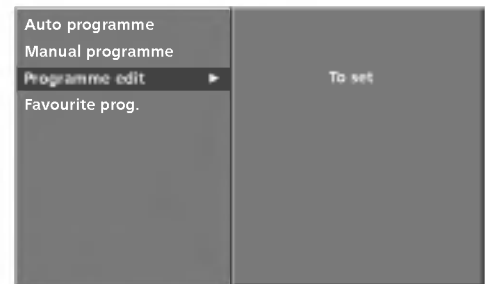 Auto programme
Manual programme
Programme edit ►
To set
Favourite prog.